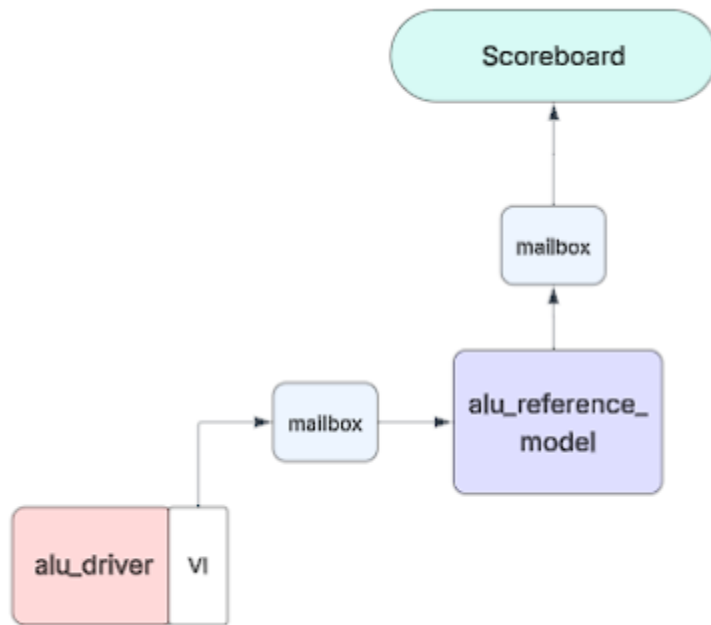 Scoreboard
mailbox
alu_reference_
model
mailbox
alu_driver
VI